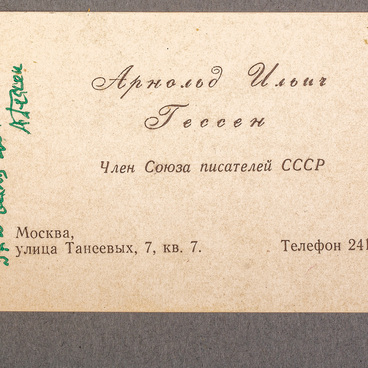 Арнольд Ильич
Гессен
Член Союза писателей СССР
Москва,
улица Танеевых, 7, кв. 7.
Телефон 241